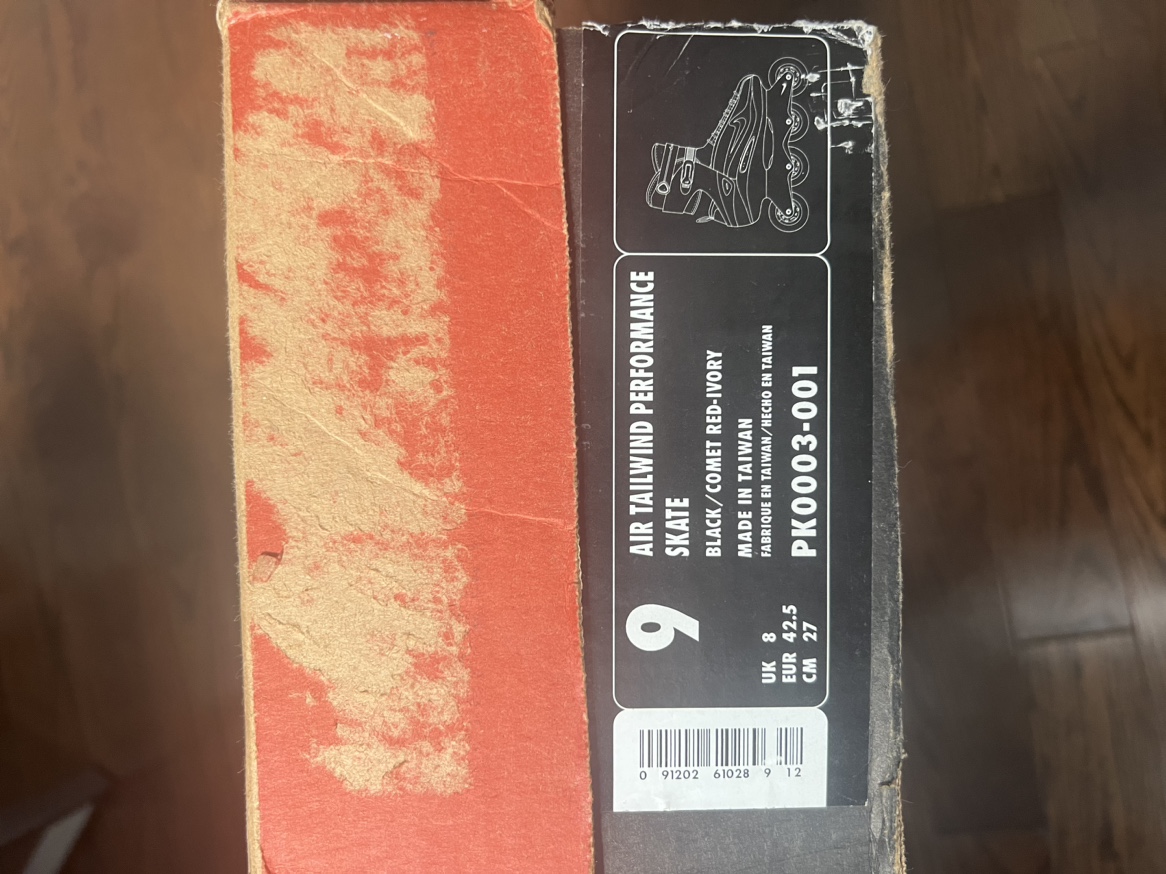 AIR TAILWIND PERFORMANCE
SKATE
BLACK/COMET RED-IVORY
MADE IN TAIWAN
FABRIQUE EN TAIWAN/HECHO EN TAIWAN
PK0003-001
9
UK 8
EUR 42.5
CM 27
0 91202 61028 9 12